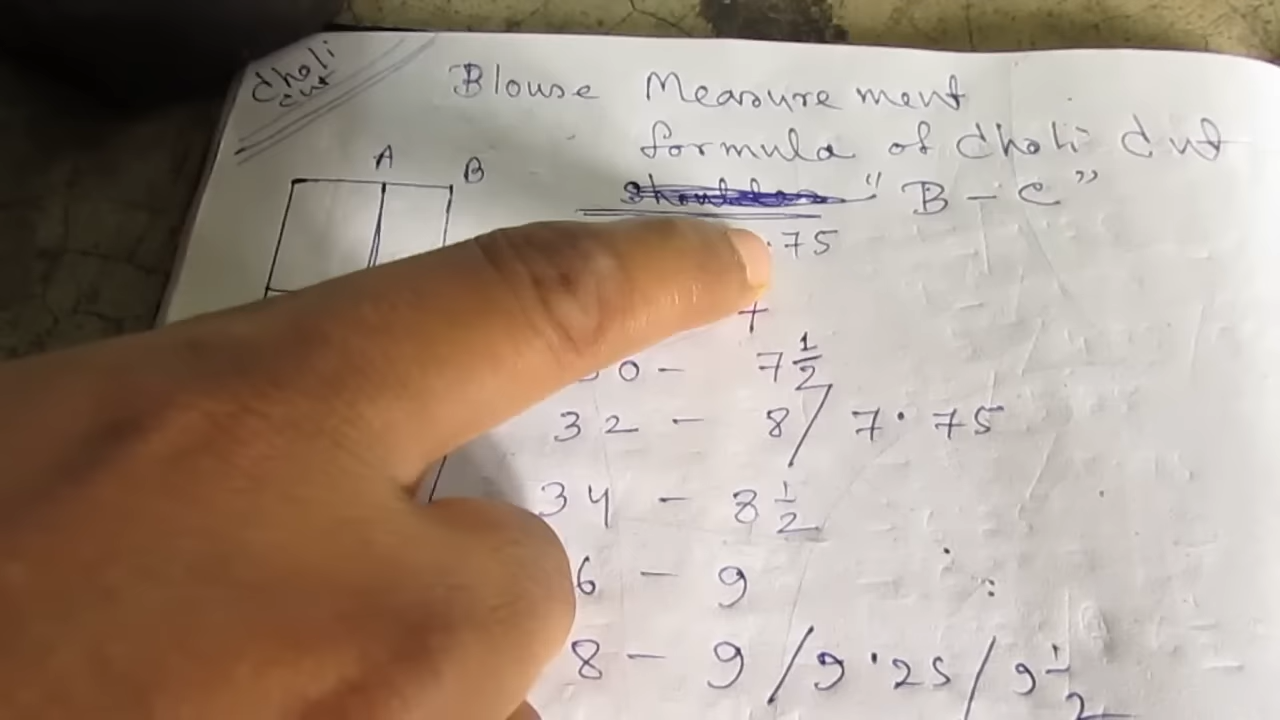 choli cut
Blouse Measurement
formula of choli cut
"B - C"
A B
.75
+
0 - 7 1/2
32 - 8 / 7.75
34 - 8 1/2
6 - 9
8 - 9 / 9.25 / 9 1/2